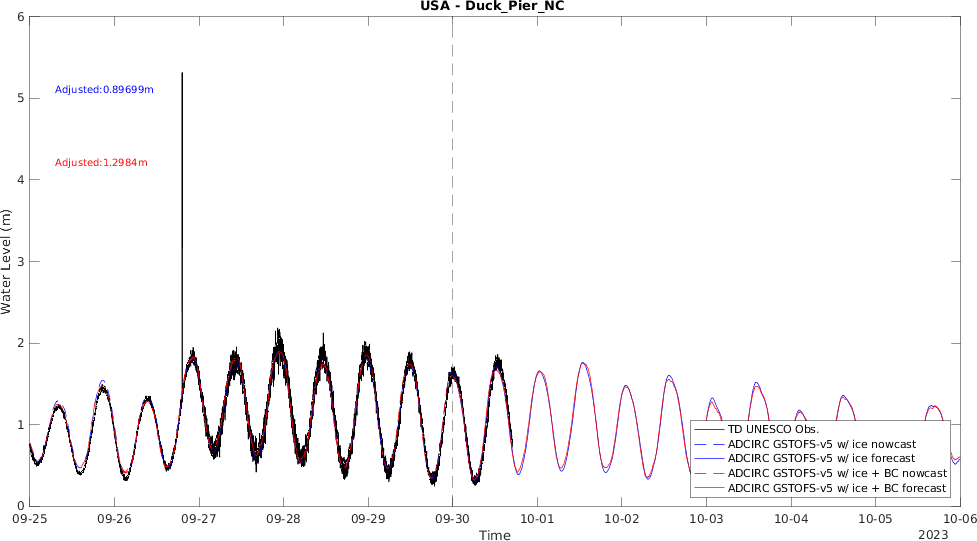 USA - Duck_Pier_NC
6
5
4
3
2
1
0
Water Level (m)
Adjusted:0.89699m
Adjusted:1.2984m
TD UNESCO Obs.
ADCIRC GSTOFS-v5 w/ ice nowcast
ADCIRC GSTOFS-v5 w/ ice forecast
ADCIRC GSTOFS-v5 w/ ice + BC nowcast
ADCIRC GSTOFS-v5 w/ ice + BC forecast
09-25 09-26 09-27 09-28 09-29 09-30 10-01 10-02 10-03 10-04 10-05 10-06
Time
2023